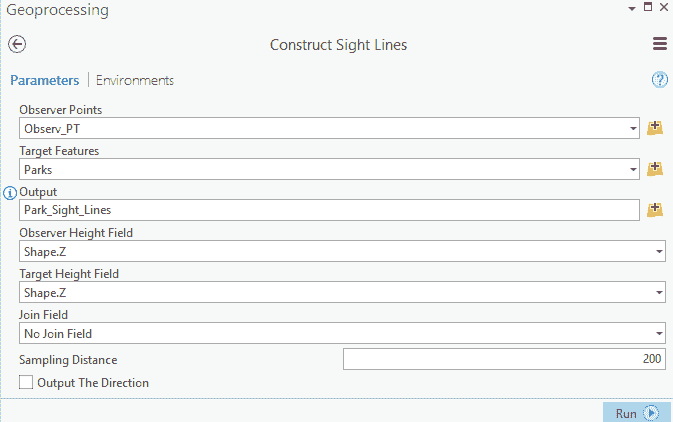 Geoprocessing
Construct Sight Lines
Parameters | Environments
Observer Points
Observ_PT
Target Features
Parks
Output
Park_Sight_Lines
Observer Height Field
Shape.Z
Target Height Field
Shape.Z
Join Field
No Join Field
Sampling Distance 200
Output The Direction
Run